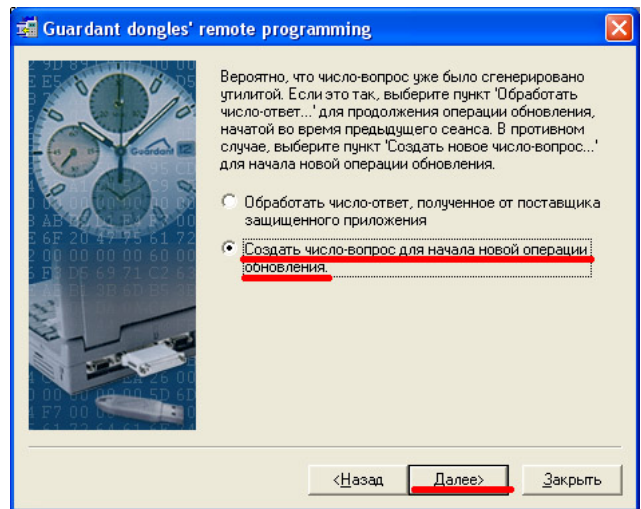 Guardant dongles' remote programming
Вероятно, что число-вопрос уже было сгенерировано
утилитой. Если это так, выберите пункт 'Обработать
число-ответ...' для продолжения операции обновления,
начатой во время предыдущего сеанса. В противном
случае, выберите пункт 'Создать новое число-вопрос...'
для начала новой операции обновления.
Обработать число-ответ, полученное от поставщика
защищенного приложения
Создать число-вопрос для начала новой операции
обновления.
Guardant
<Назад
Далее>
Закрыть